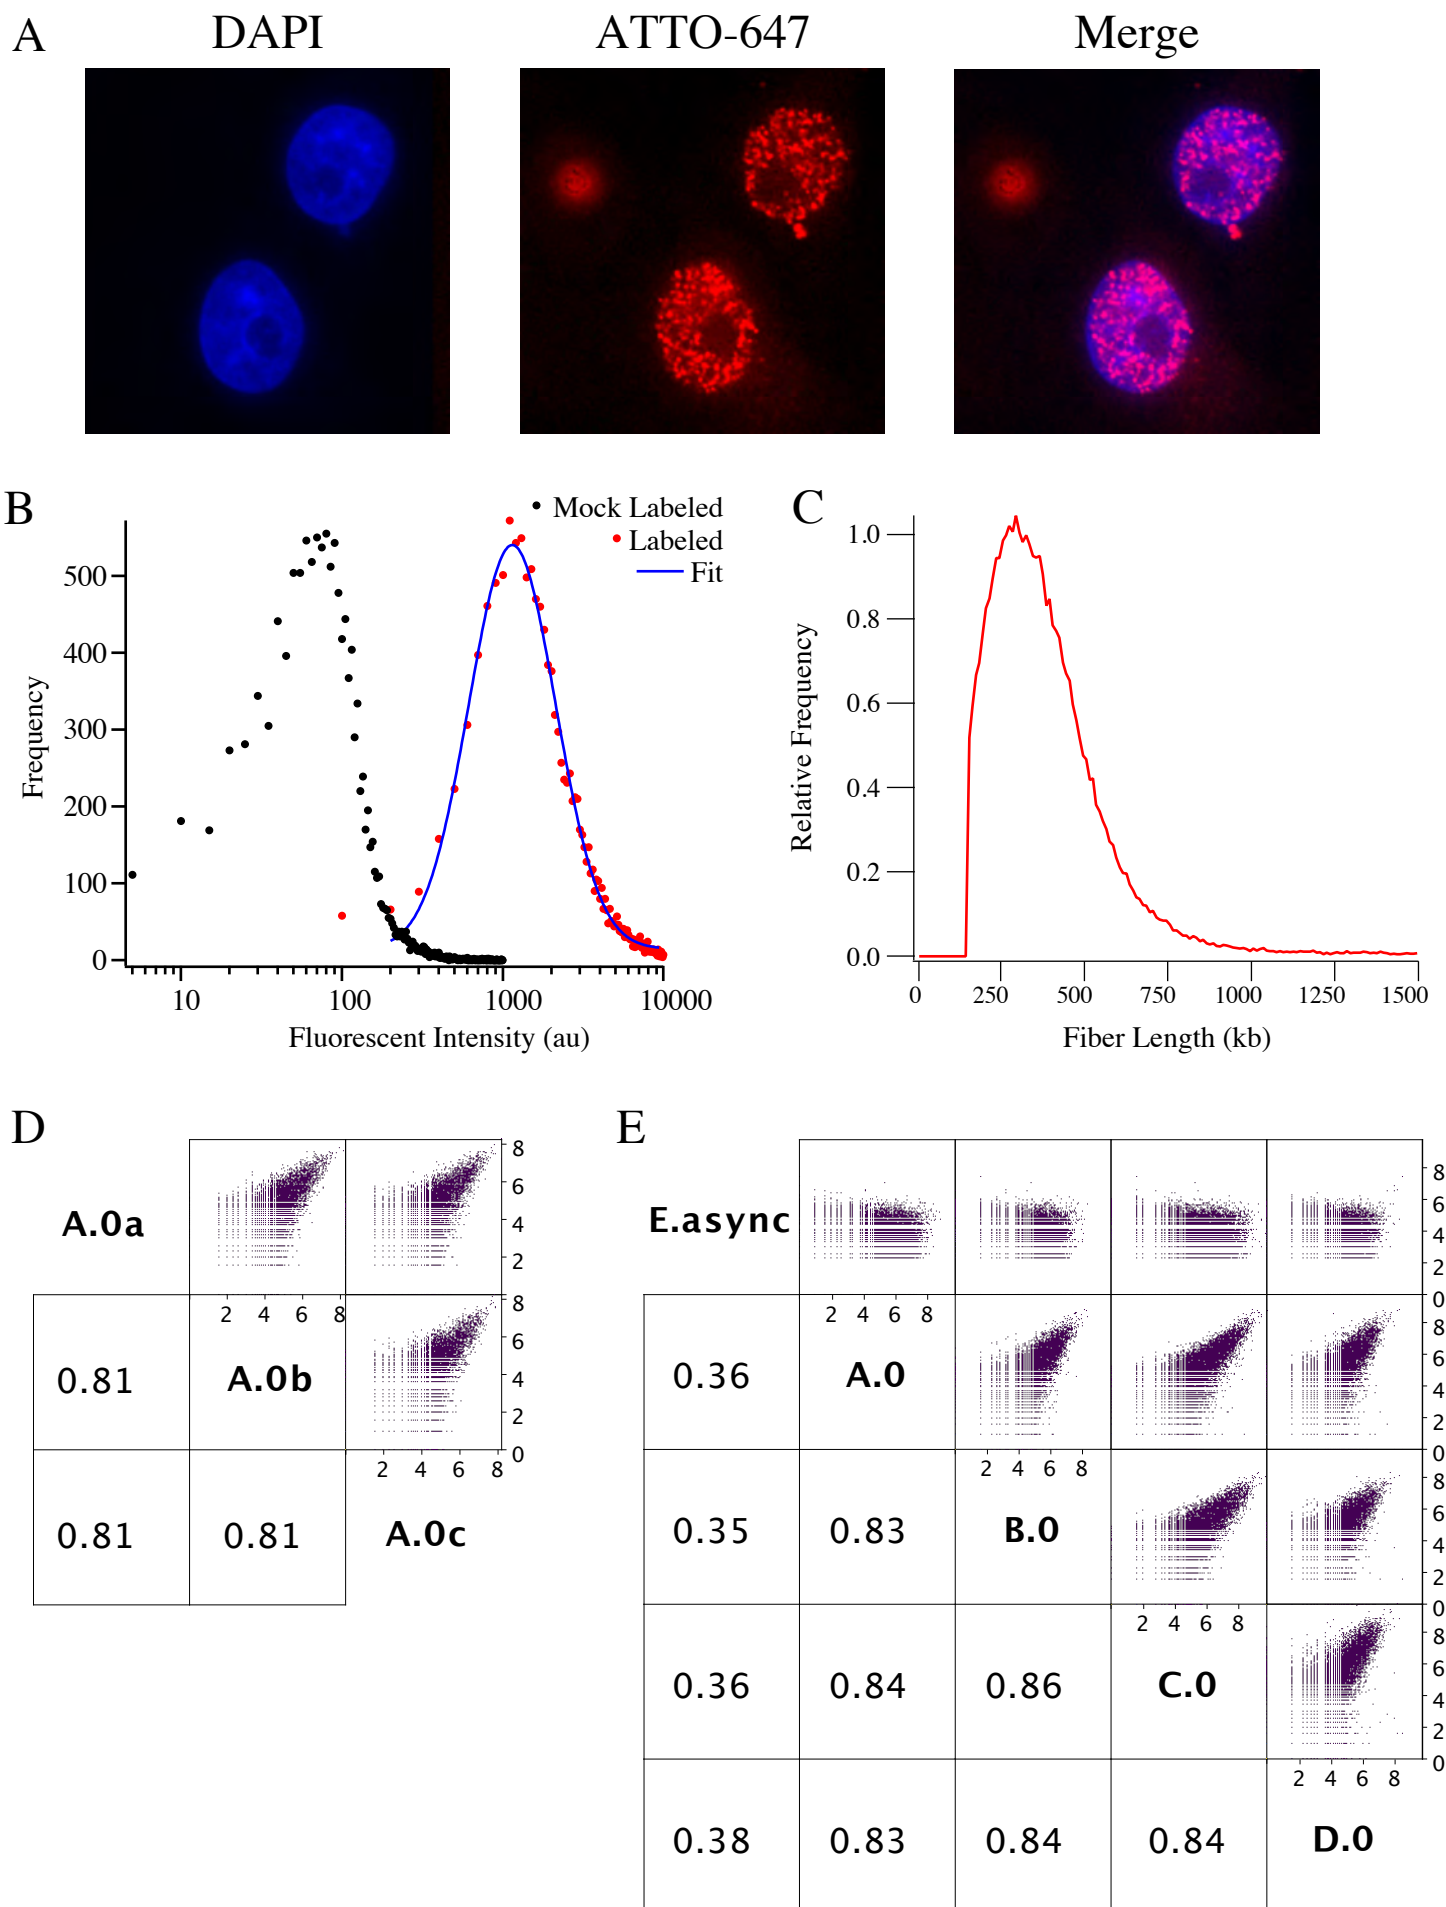 A DAPI ATTO-647 Merge
B
Mock Labeled
Labeled
Fit
500
400
300
200
100
0
Frequency
10 100 1000 10000
Fluorescent Intensity (au)
C
1.0
0.8
0.6
0.4
0.2
0.0
Relative Frequency
0 250 500 750 1000 1250 1500
Fiber Length (kb)
D
A.0a
8
6
4
2
2 4 6 8
8
0.81 A.0b
6
4
2
0
2 4 6 8
0.81 0.81 A.0c
E
E.async
8
6
4
2
0
2 4 6 8
0.36 A.0
8
6
4
2
0
2 4 6 8
0.35 0.83 B.0
8
6
4
2
0
2 4 6 8
0.36 0.84 0.86 C.0
8
6
4
2
0
2 4 6 8
0.38 0.83 0.84 0.84 D.0